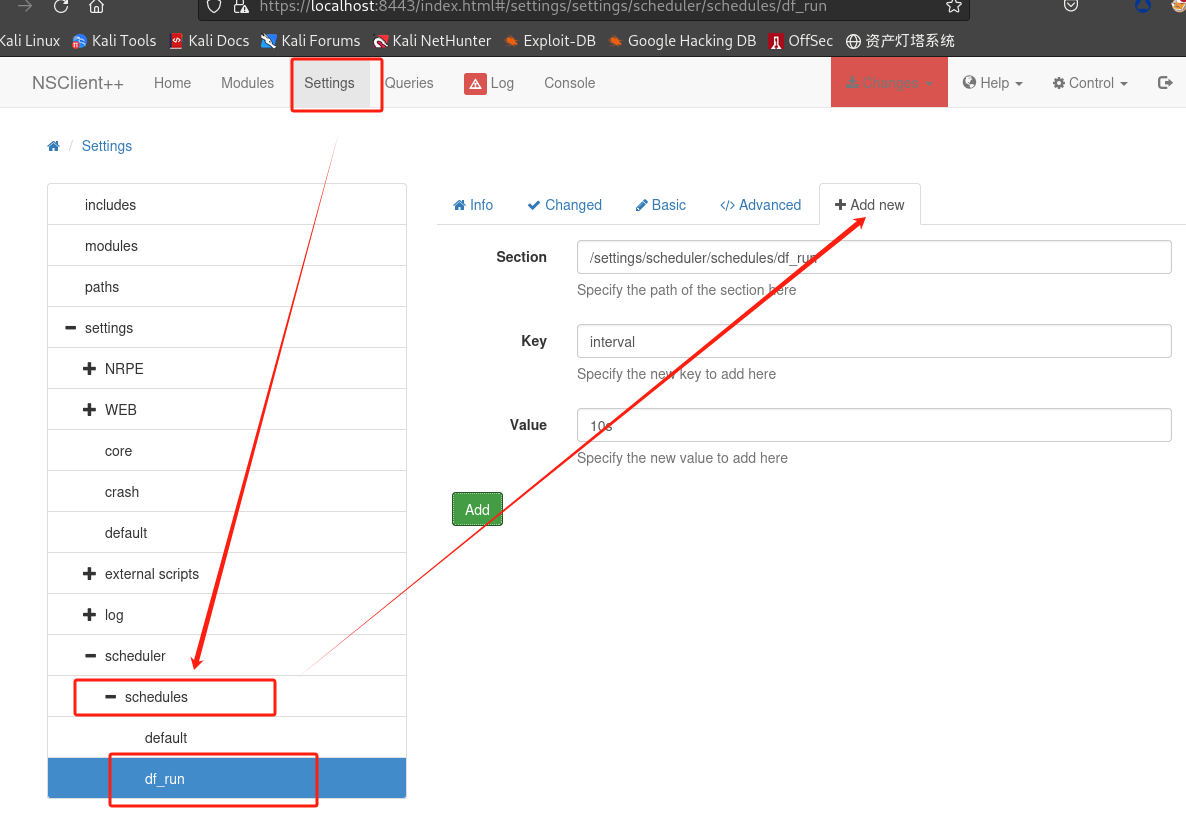 https://localhost:8443/index.html#/settings/settings/scheduler/schedules/df_run
Kali Linux Kali Tools Kali Docs Kali Forums Kali NetHunter Exploit-DB Google Hacking DB OffSec 资产灯塔系统
NSClient++ Home Modules Settings Queries Log Console Changes Help Control
/ Settings
includes
modules
paths
settings
NRPE
WEB
core
crash
default
external scripts
log
scheduler
schedules
default
df_run
Info Changed Basic Advanced Add new
Section /settings/scheduler/schedules/df_run
Specify the path of the section here
Key interval
Specify the new key to add here
Value 10s
Specify the new value to add here
Add